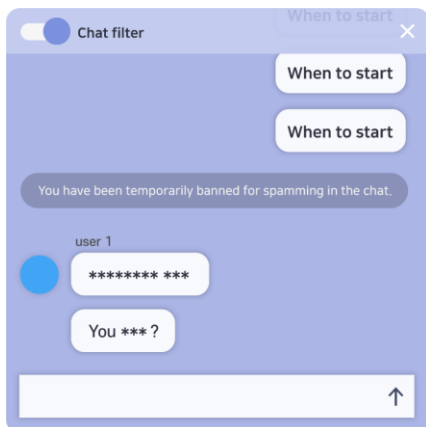 When to start
Chat filter
When to start
When to start
You have been temporarily banned for spamming in the chat.
user 1
******** ***
You *** ?